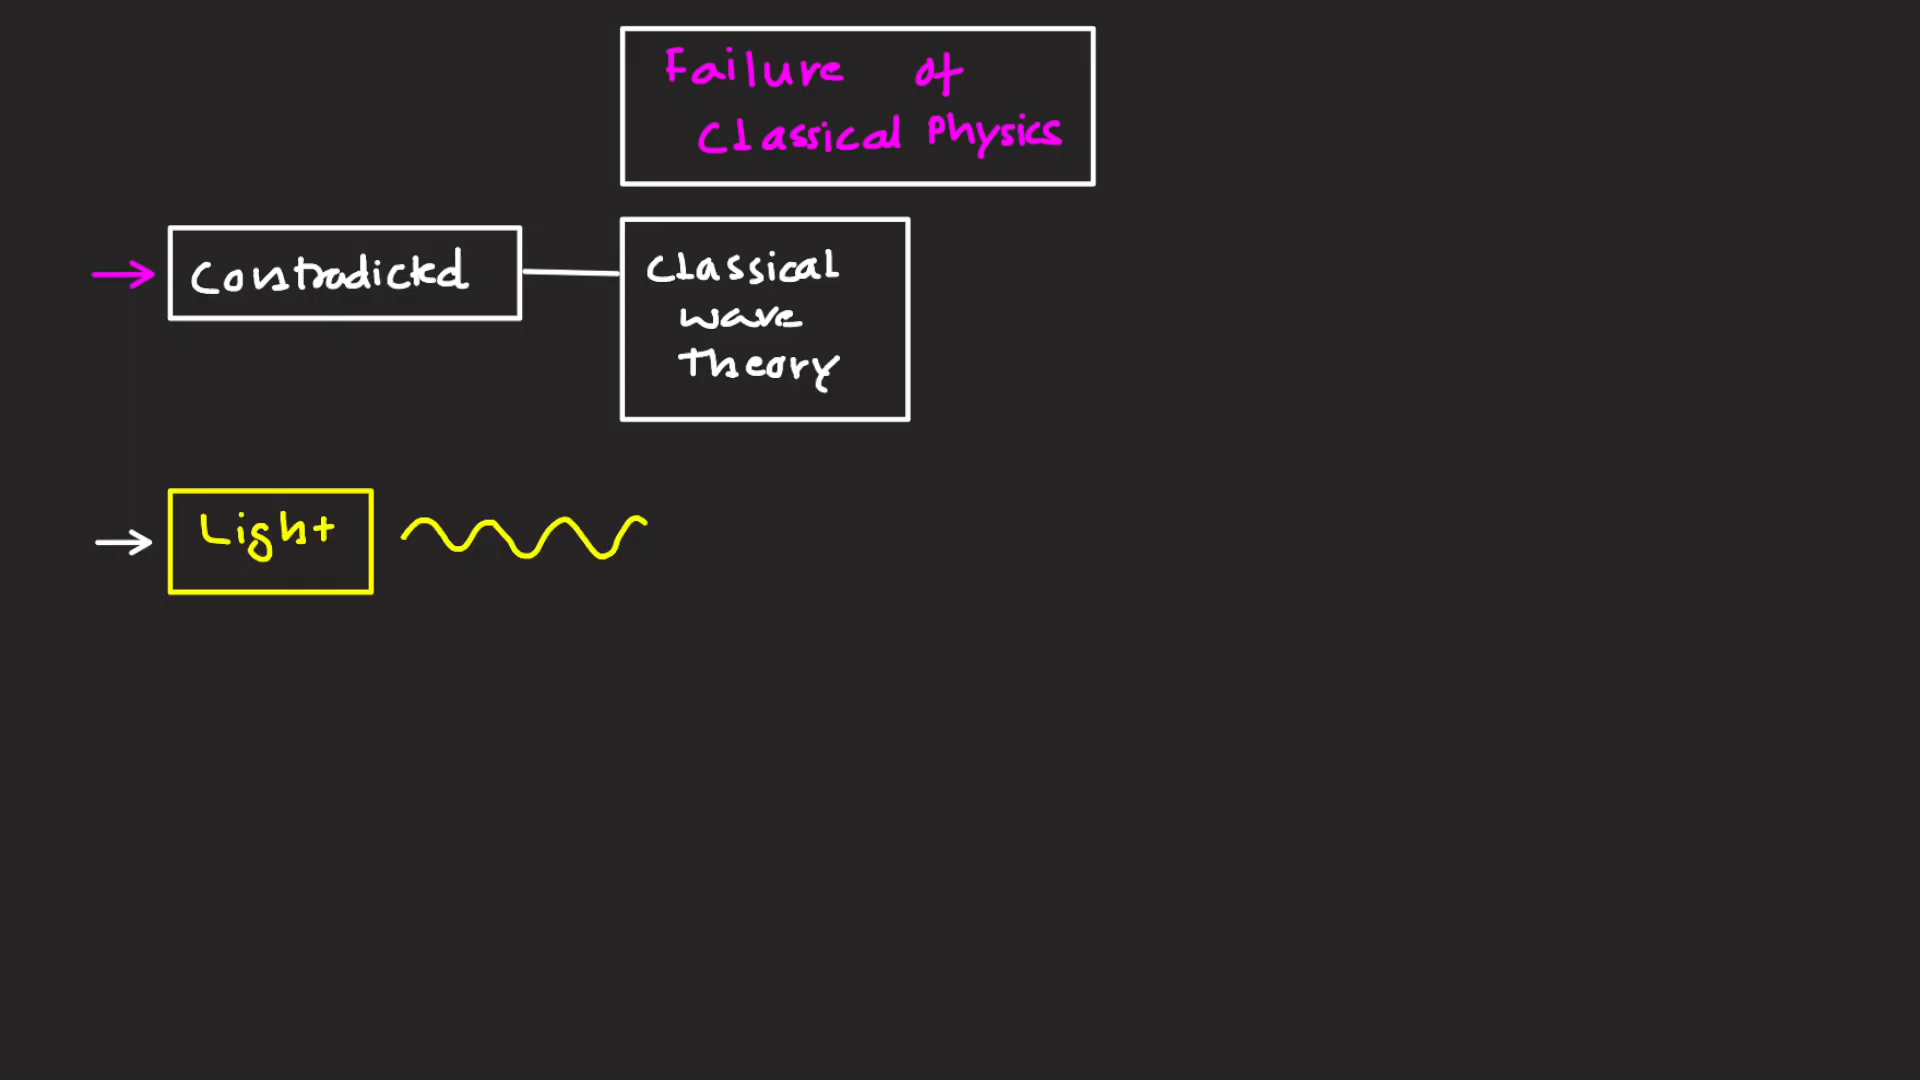 Failure of
Classical Physics
Contradicted
Classical
wave
Theory
Light